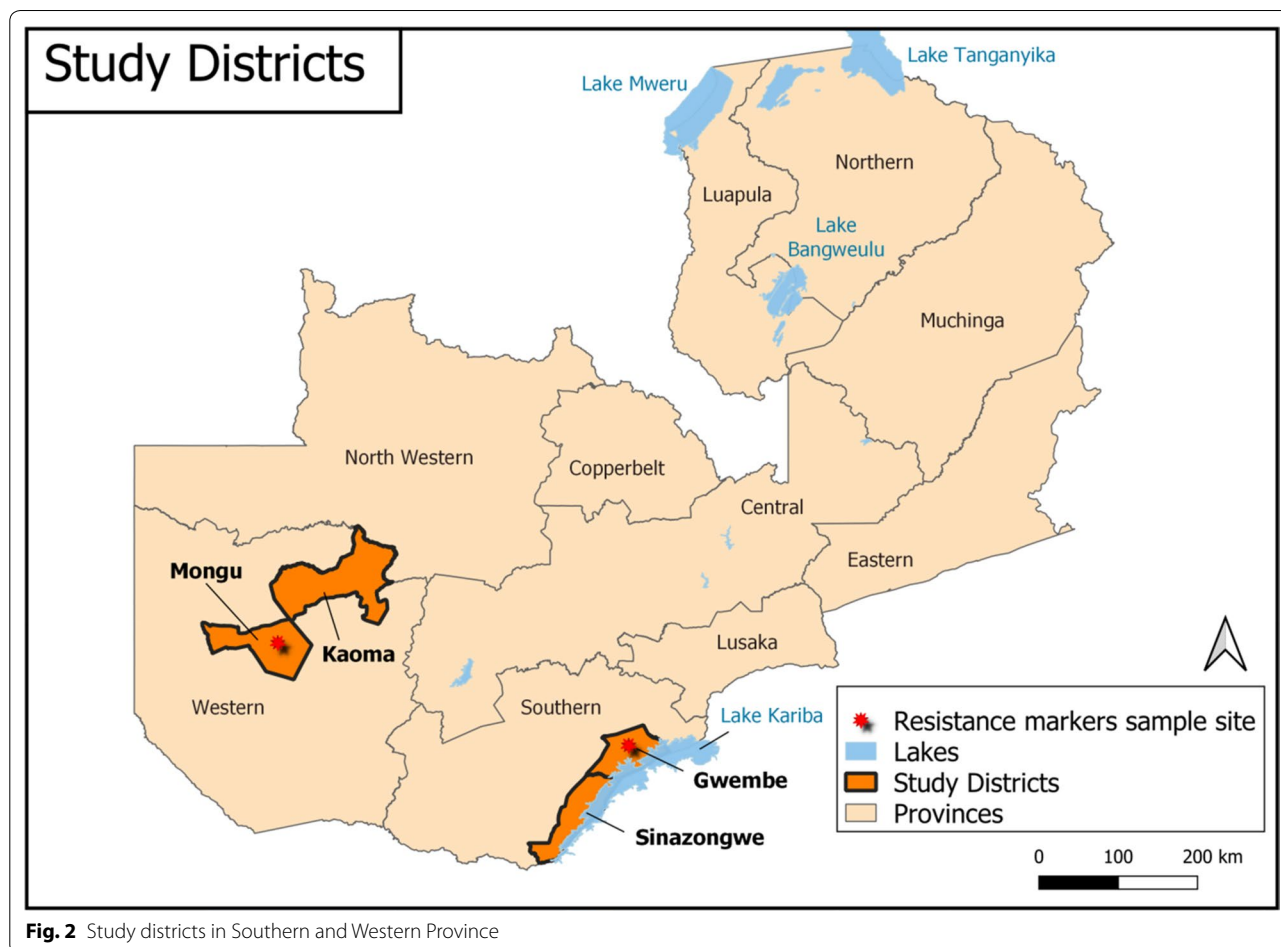 Study Districts
Lake Tanganyika
Lake Mweru
Northern
Luapula
Lake
Bangweulu
Muchinga
North Western
Copperbelt
Central
Eastern
Mongu
Kaoma
Lusaka
Western
Southern
Lake Kariba
Gwembe
Sinazongwe
Resistance markers sample site
Lakes
Study Districts
Provinces
0 100 200 km
Fig. 2 Study districts in Southern and Western Province